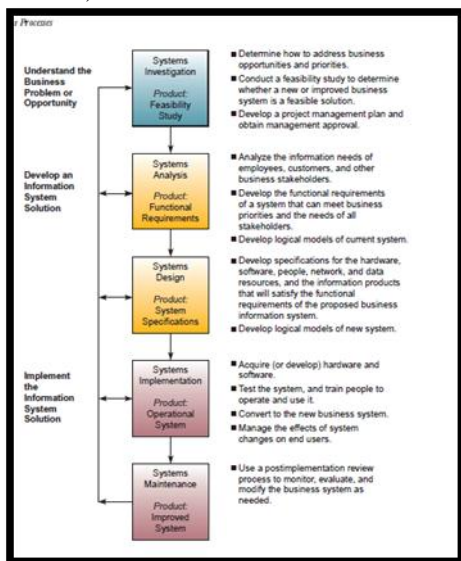 Processes
Understand the
Business
Problem or
Opportunity
Systems
Investigation
Product:
Feasibility
Study
■ Determine how to address business
opportunities and priorities.
■ Conduct a feasibility study to determine
whether a new or improved business
system is a feasible solution.
■ Develop a project management plan and
obtain management approval.
Develop an
Information
System
Solution
Systems
Analysis
Product:
Functional
Requirements
■ Analyze the information needs of
employees, customers, and other
business stakeholders.
■ Develop the functional requirements
of a system that can meet business
priorities and the needs of all
stakeholders.
■ Develop logical models of current system.
Systems
Design
Product:
System
Specifications
■ Develop specifications for the hardware,
software, people, network, and data
resources, and the information products
that will satisfy the functional
requirements of the proposed business
information system.
■ Develop logical models of new system.
Implement
the
Information
System
Solution
Systems
Implementation
Product:
Operational
System
■ Acquire (or develop) hardware and
software.
■ Test the system, and train people to
operate and use it.
■ Convert to the new business system.
■ Manage the effects of system
changes on end users.
Systems
Maintenance
Product:
Improved
System
■ Use a postimplementation review
process to monitor, evaluate, and
modify the business system as
needed.